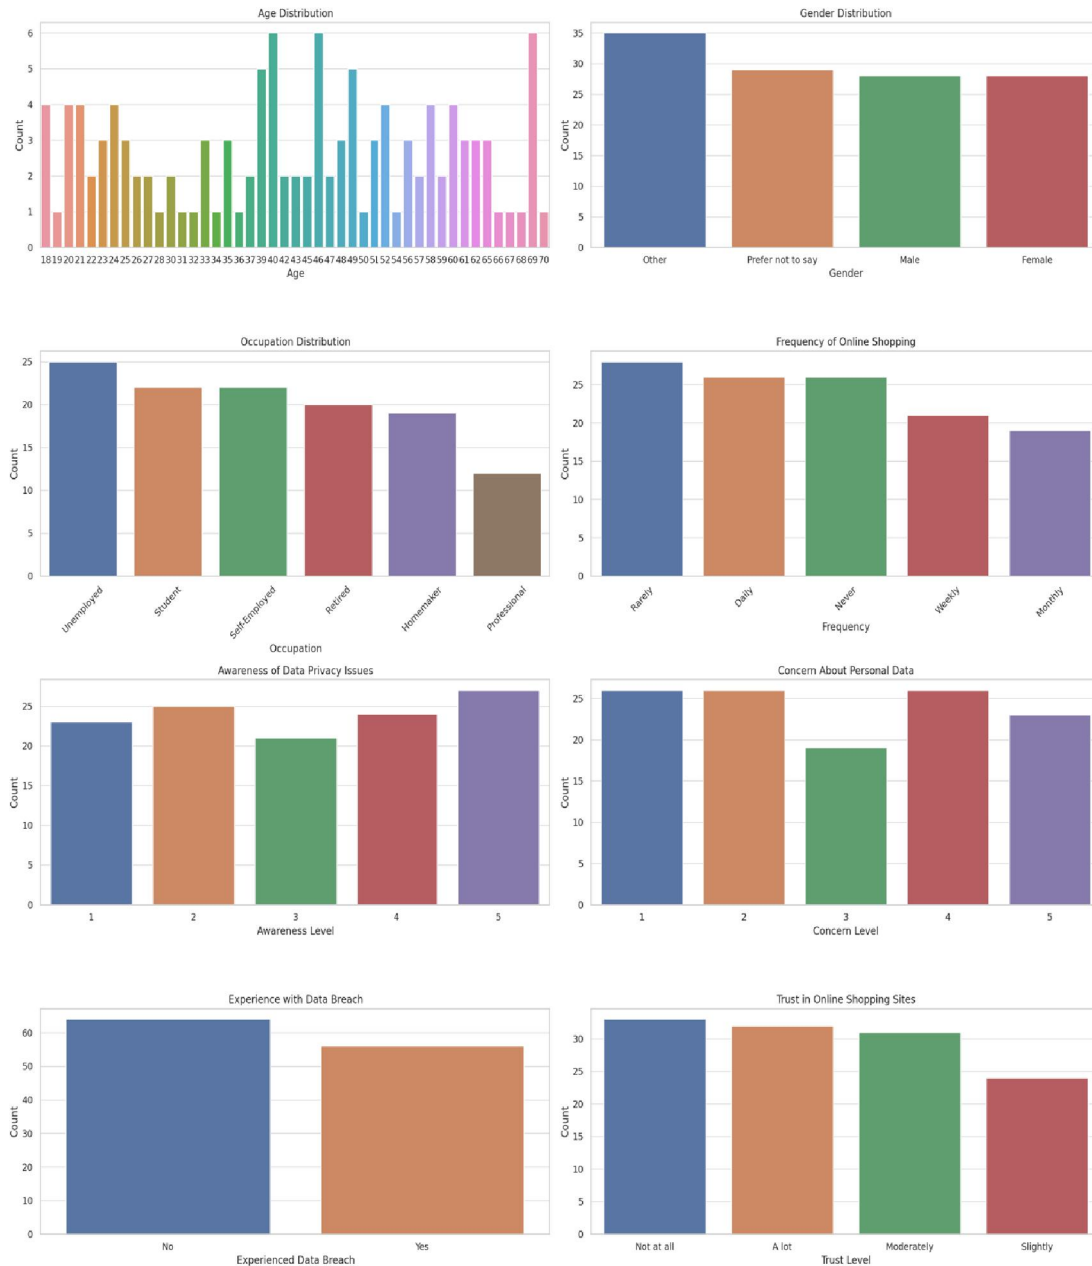 Age Distribution
6
5
4
3
2
1
0
Count
18 19 20 21 22 23 24 25 26 27 28 30 31 32 33 34 35 36 37 39 40 42 43 45 46 47 48 49 50 51 52 54 56 57 58 59 60 61 62 65 66 67 68 69 70
Age
Gender Distribution
35
30
25
20
15
10
5
0
Count
Other Prefer not to say Male Female
Gender
Occupation Distribution
25
20
15
10
5
0
Count
Unemployed Student Self-Employed Retired Homemaker Professional
Occupation
Frequency of Online Shopping
25
20
15
10
5
0
Count
Rarely Daily Never Weekly Monthly
Frequency
Awareness of Data Privacy Issues
25
20
15
10
5
0
Count
1 2 3 4 5
Awareness Level
Concern About Personal Data
25
20
15
10
5
0
Count
1 2 3 4 5
Concern Level
Experience with Data Breach
60
50
40
30
20
10
0
Count
No Yes
Experienced Data Breach
Trust in Online Shopping Sites
30
25
20
15
10
5
0
Count
Not at all A lot Moderately Slightly
Trust Level